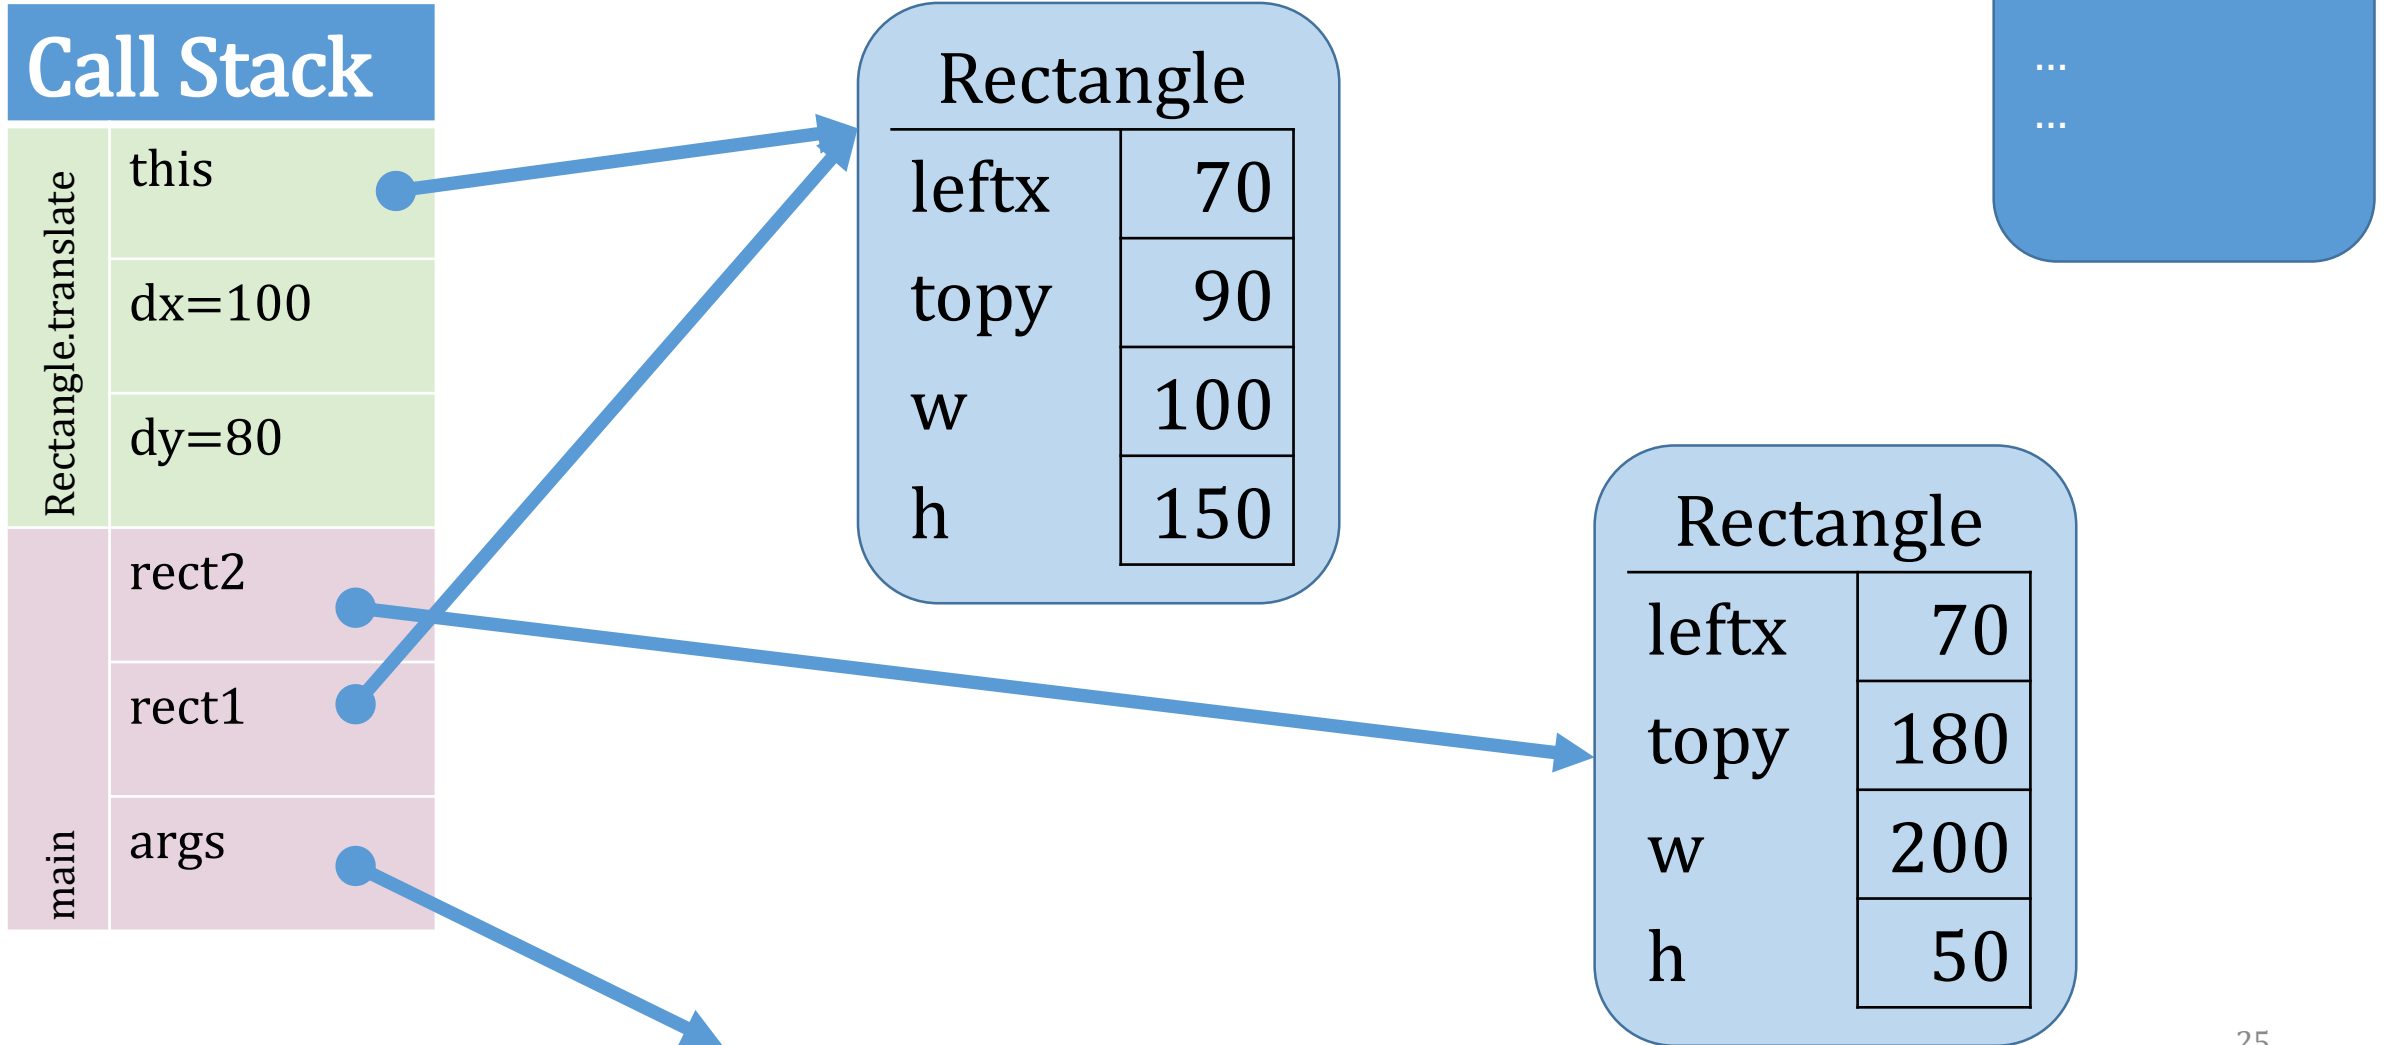 Call Stack
Rectangle.translate
this
dx=100
dy=80
main
rect2
rect1
args
Rectangle
leftx 70
topy 90
w 100
h 150
...
...
Rectangle
leftx 70
topy 180
w 200
h 50
25